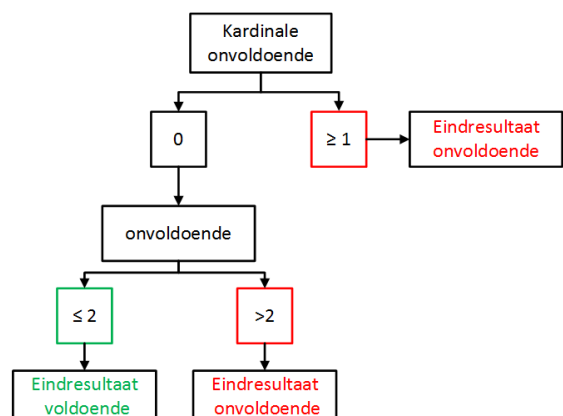 Kardinale
onvoldoende
0
≥ 1
Eindresultaat
onvoldoende
onvoldoende
≤ 2
>2
Eindresultaat
voldoende
Eindresultaat
onvoldoende